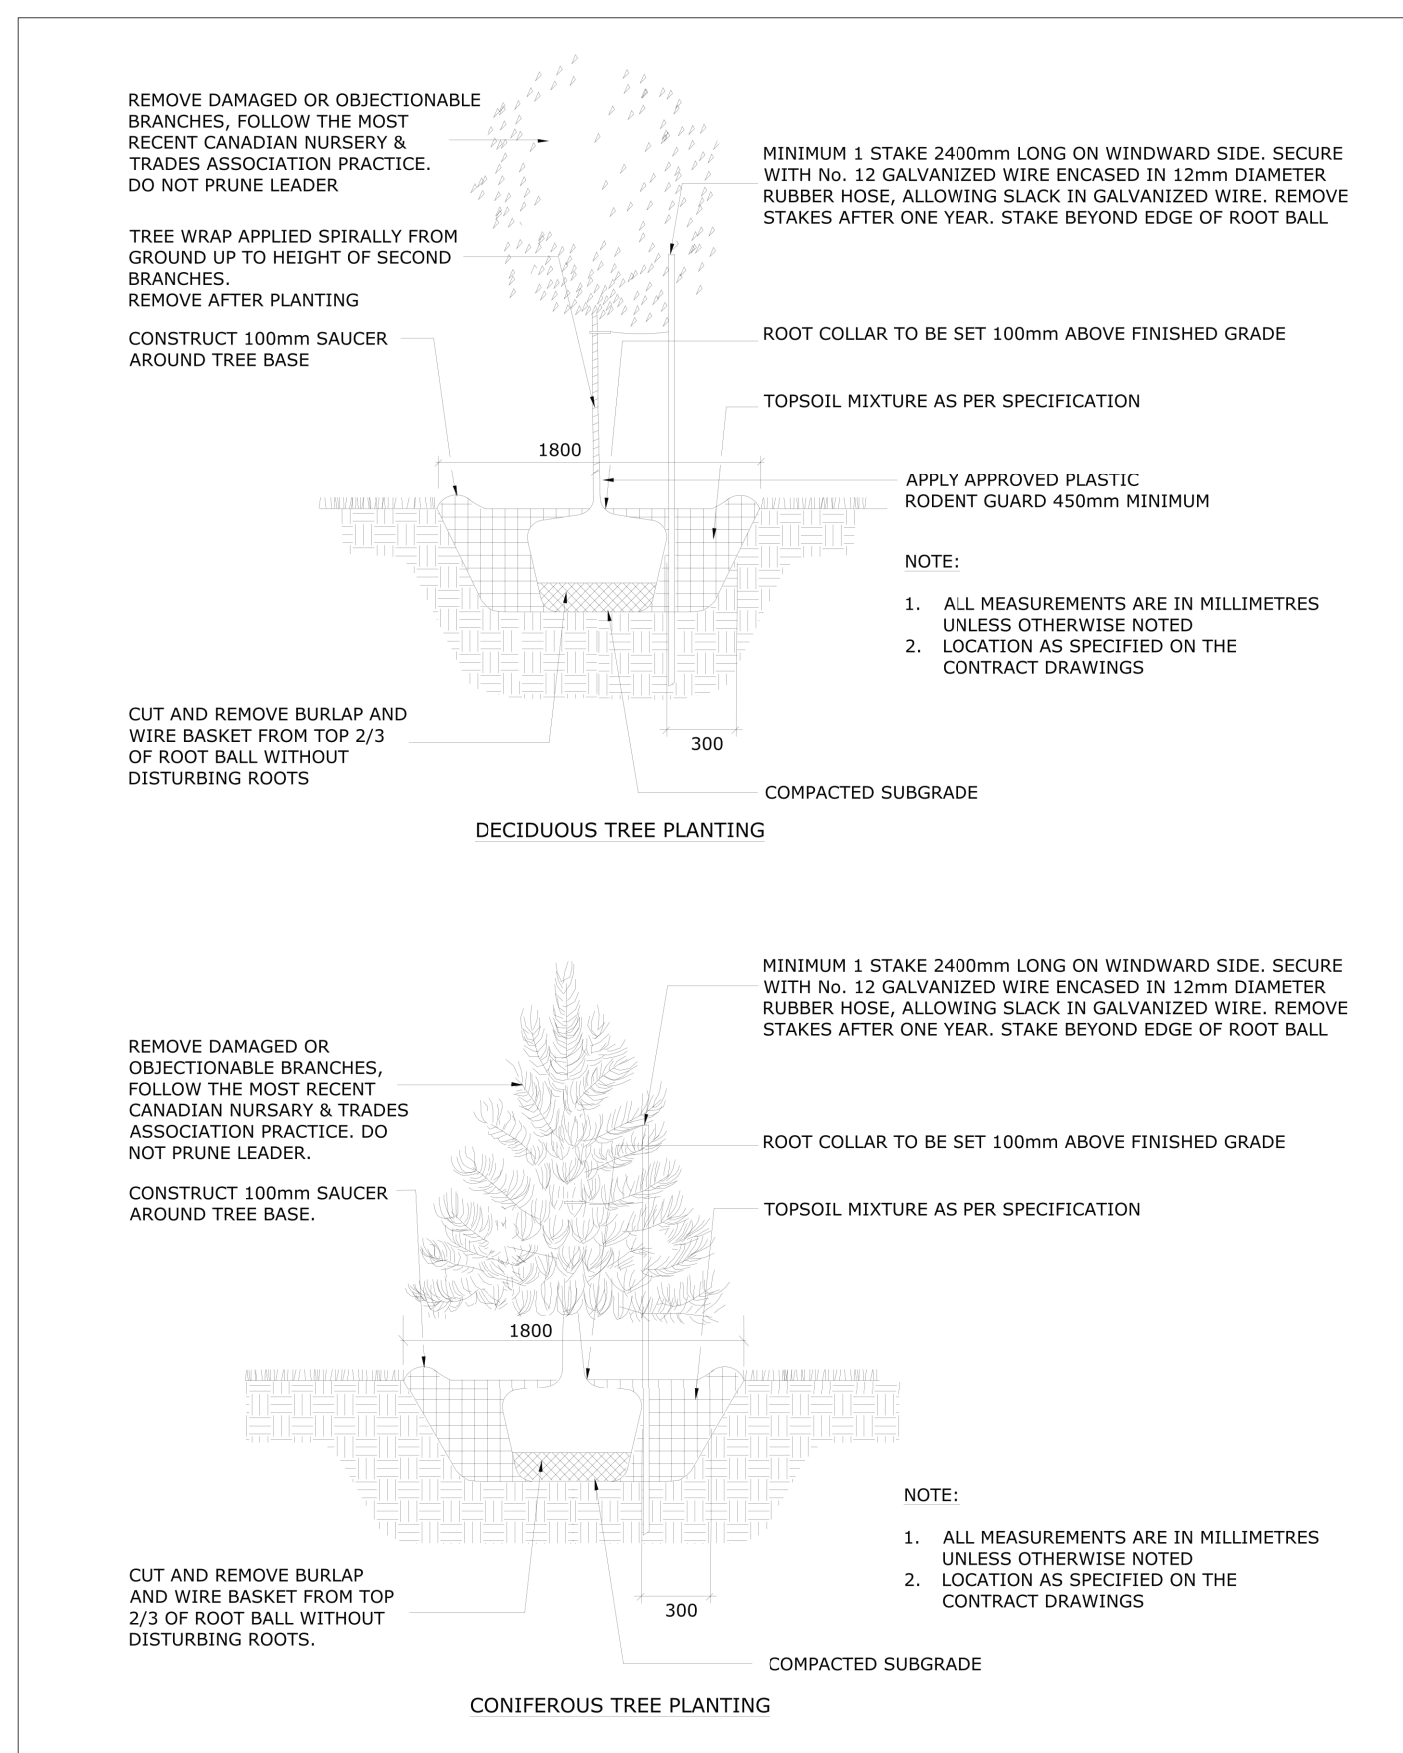 REMOVE DAMAGED OR OBJECTIONABLE
BRANCHES, FOLLOW THE MOST
RECENT CANADIAN NURSERY &
TRADES ASSOCIATION PRACTICE.
DO NOT PRUNE LEADER
TREE WRAP APPLIED SPIRALLY FROM
GROUND UP TO HEIGHT OF SECOND
BRANCHES.
REMOVE AFTER PLANTING
CONSTRUCT 100mm SAUCER
AROUND TREE BASE
MINIMUM 1 STAKE 2400mm LONG ON WINDWARD SIDE. SECURE
WITH No. 12 GALVANIZED WIRE ENCASED IN 12mm DIAMETER
RUBBER HOSE, ALLOWING SLACK IN GALVANIZED WIRE. REMOVE
STAKES AFTER ONE YEAR. STAKE BEYOND EDGE OF ROOT BALL
ROOT COLLAR TO BE SET 100mm ABOVE FINISHED GRADE
TOPSOIL MIXTURE AS PER SPECIFICATION
1800
APPLY APPROVED PLASTIC
RODENT GUARD 450mm MINIMUM
NOTE:
1. ALL MEASUREMENTS ARE IN MILLIMETRES
UNLESS OTHERWISE NOTED
2. LOCATION AS SPECIFIED ON THE
CONTRACT DRAWINGS
CUT AND REMOVE BURLAP AND
WIRE BASKET FROM TOP 2/3
OF ROOT BALL WITHOUT
DISTURBING ROOTS
300
COMPACTED SUBGRADE
DECIDUOUS TREE PLANTING
MINIMUM 1 STAKE 2400mm LONG ON WINDWARD SIDE. SECURE
WITH No. 12 GALVANIZED WIRE ENCASED IN 12mm DIAMETER
RUBBER HOSE, ALLOWING SLACK IN GALVANIZED WIRE. REMOVE
STAKES AFTER ONE YEAR. STAKE BEYOND EDGE OF ROOT BALL
REMOVE DAMAGED OR
OBJECTIONABLE BRANCHES,
FOLLOW THE MOST RECENT
CANADIAN NURSARY & TRADES
ASSOCIATION PRACTICE. DO
NOT PRUNE LEADER.
ROOT COLLAR TO BE SET 100mm ABOVE FINISHED GRADE
CONSTRUCT 100mm SAUCER
AROUND TREE BASE.
TOPSOIL MIXTURE AS PER SPECIFICATION
1800
NOTE:
1. ALL MEASUREMENTS ARE IN MILLIMETRES
UNLESS OTHERWISE NOTED
2. LOCATION AS SPECIFIED ON THE
CONTRACT DRAWINGS
CUT AND REMOVE BURLAP
AND WIRE BASKET FROM TOP
2/3 OF ROOT BALL WITHOUT
DISTURBING ROOTS.
300
COMPACTED SUBGRADE
CONIFEROUS TREE PLANTING